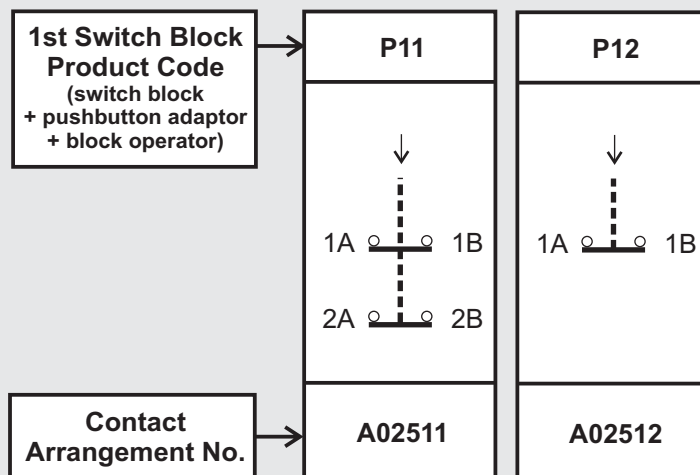 1st Switch Block
Product Code
(switch block
+ pushbutton adaptor
+ block operator)
P11
P12
1A 1B
2A 2B
1A 1B
Contact
Arrangement No.
A02511
A02512